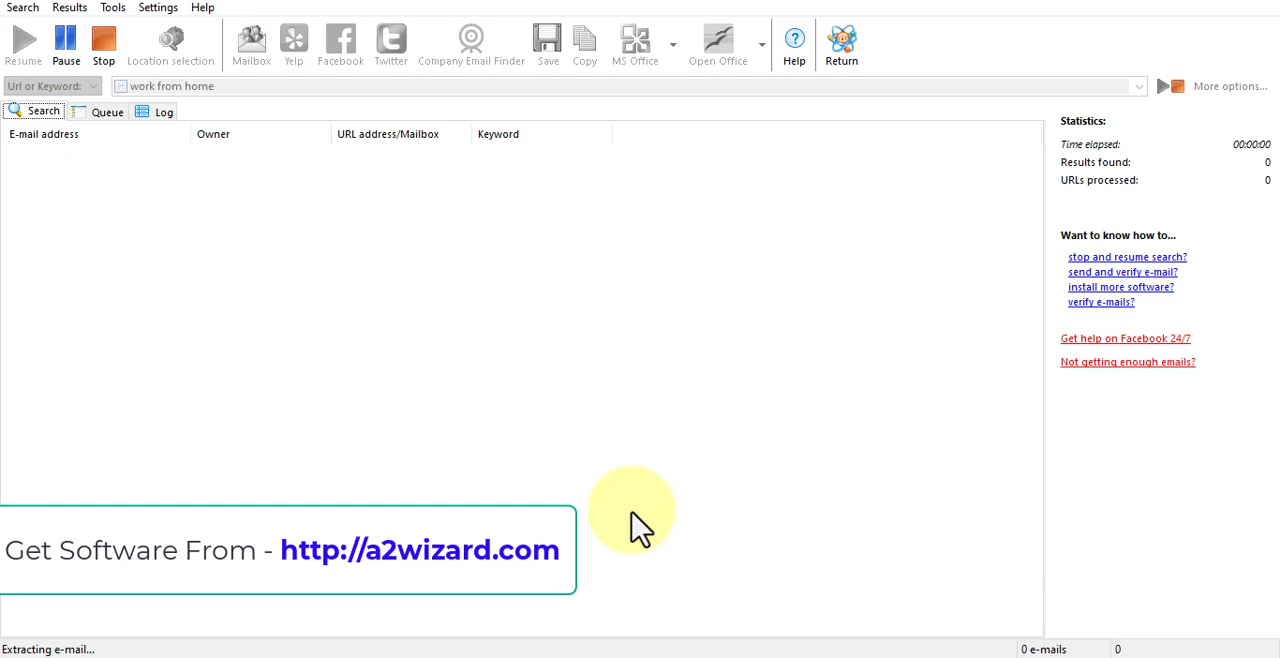 Search Results Tools Settings Help
Resume Pause Stop Location selection Mailbox Yelp Facebook Twitter Company Email Finder Save Copy MS Office Open Office Help Return
Url or Keyword: work from home More options...
Search Queue Log
E-mail address Owner URL address/Mailbox Keyword
Statistics:
Time elapsed: 00:00:00
Results found: 0
URLs processed: 0
Want to know how to...
stop and resume search?
send and verify e-mail?
install more software?
verify e-mails?
Get help on Facebook 24/7
Not getting enough emails?
Get Software From - http://a2wizard.com
Extracting e-mail... 0 e-mails 0